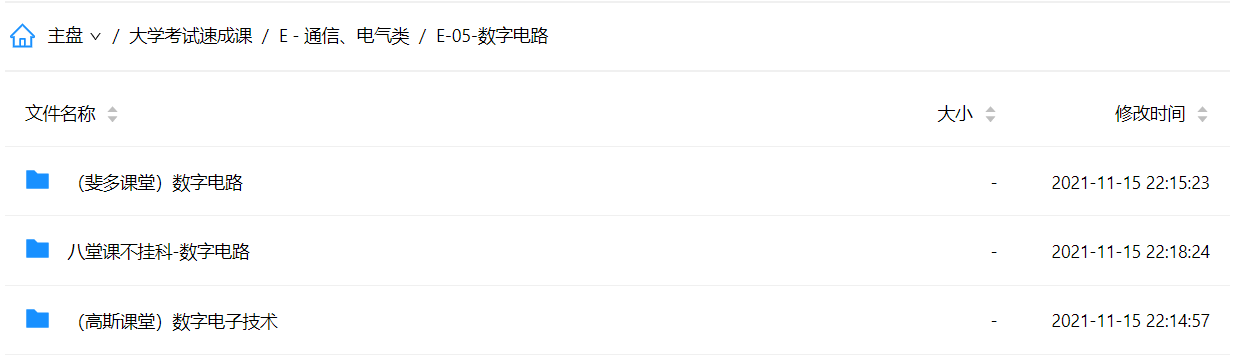 主盘 / 大学考试速成课 / E - 通信、电气类 / E-05-数字电路
文件名称 大小 修改时间
（斐多课堂）数字电路 - 2021-11-15 22:15:23
八堂课不挂科-数字电路 - 2021-11-15 22:18:24
（高斯课堂）数字电子技术 - 2021-11-15 22:14:57